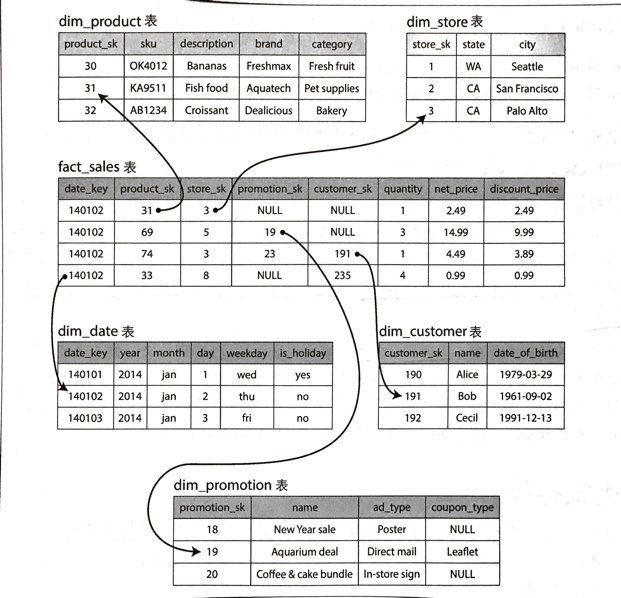 dim_product 表
product_sk sku description brand category
30 OK4012 Bananas Freshmax Fresh fruit
31 KA9511 Fish food Aquatech Pet supplies
32 AB1234 Croissant Dealicious Bakery
dim_store 表
store_sk state city
1 WA Seattle
2 CA San Francisco
3 CA Palo Alto
fact_sales 表
date_key product_sk store_sk promotion_sk customer_sk quantity net_price discount_price
140102 31 3 NULL NULL 1 2.49 2.49
140102 69 5 19 NULL 3 14.99 9.99
140102 74 3 23 191 1 4.49 3.89
140102 33 8 NULL 235 4 0.99 0.99
dim_date 表
date_key year month day weekday is_holiday
140101 2014 jan 1 wed yes
140102 2014 jan 2 thu no
140103 2014 jan 3 fri no
dim_customer 表
customer_sk name date_of_birth
190 Alice 1979-03-29
191 Bob 1961-09-02
192 Cecil 1991-12-13
dim_promotion 表
promotion_sk name ad_type coupon_type
18 New Year sale Poster NULL
19 Aquarium deal Direct mail Leaflet
20 Coffee & cake bundle In-store sign NULL